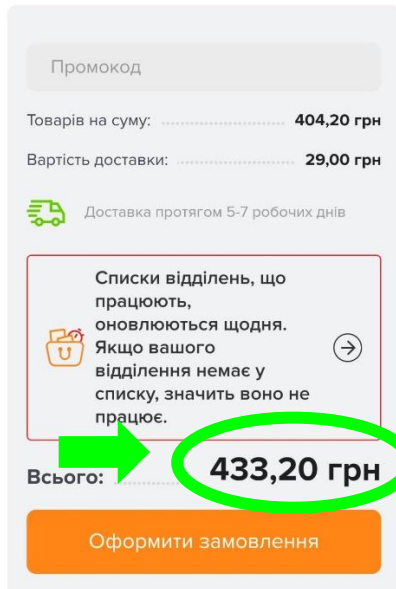 Промокод
Товарів на суму: 404,20 грн
Вартість доставки: 29,00 грн
Доставка протягом 5-7 робочих днів
Списки відділень, що
працюють,
оновлюються щодня.
Якщо вашого
відділення немає у
списку, значить воно не
працює.
Всього: 433,20 грн
Оформити замовлення